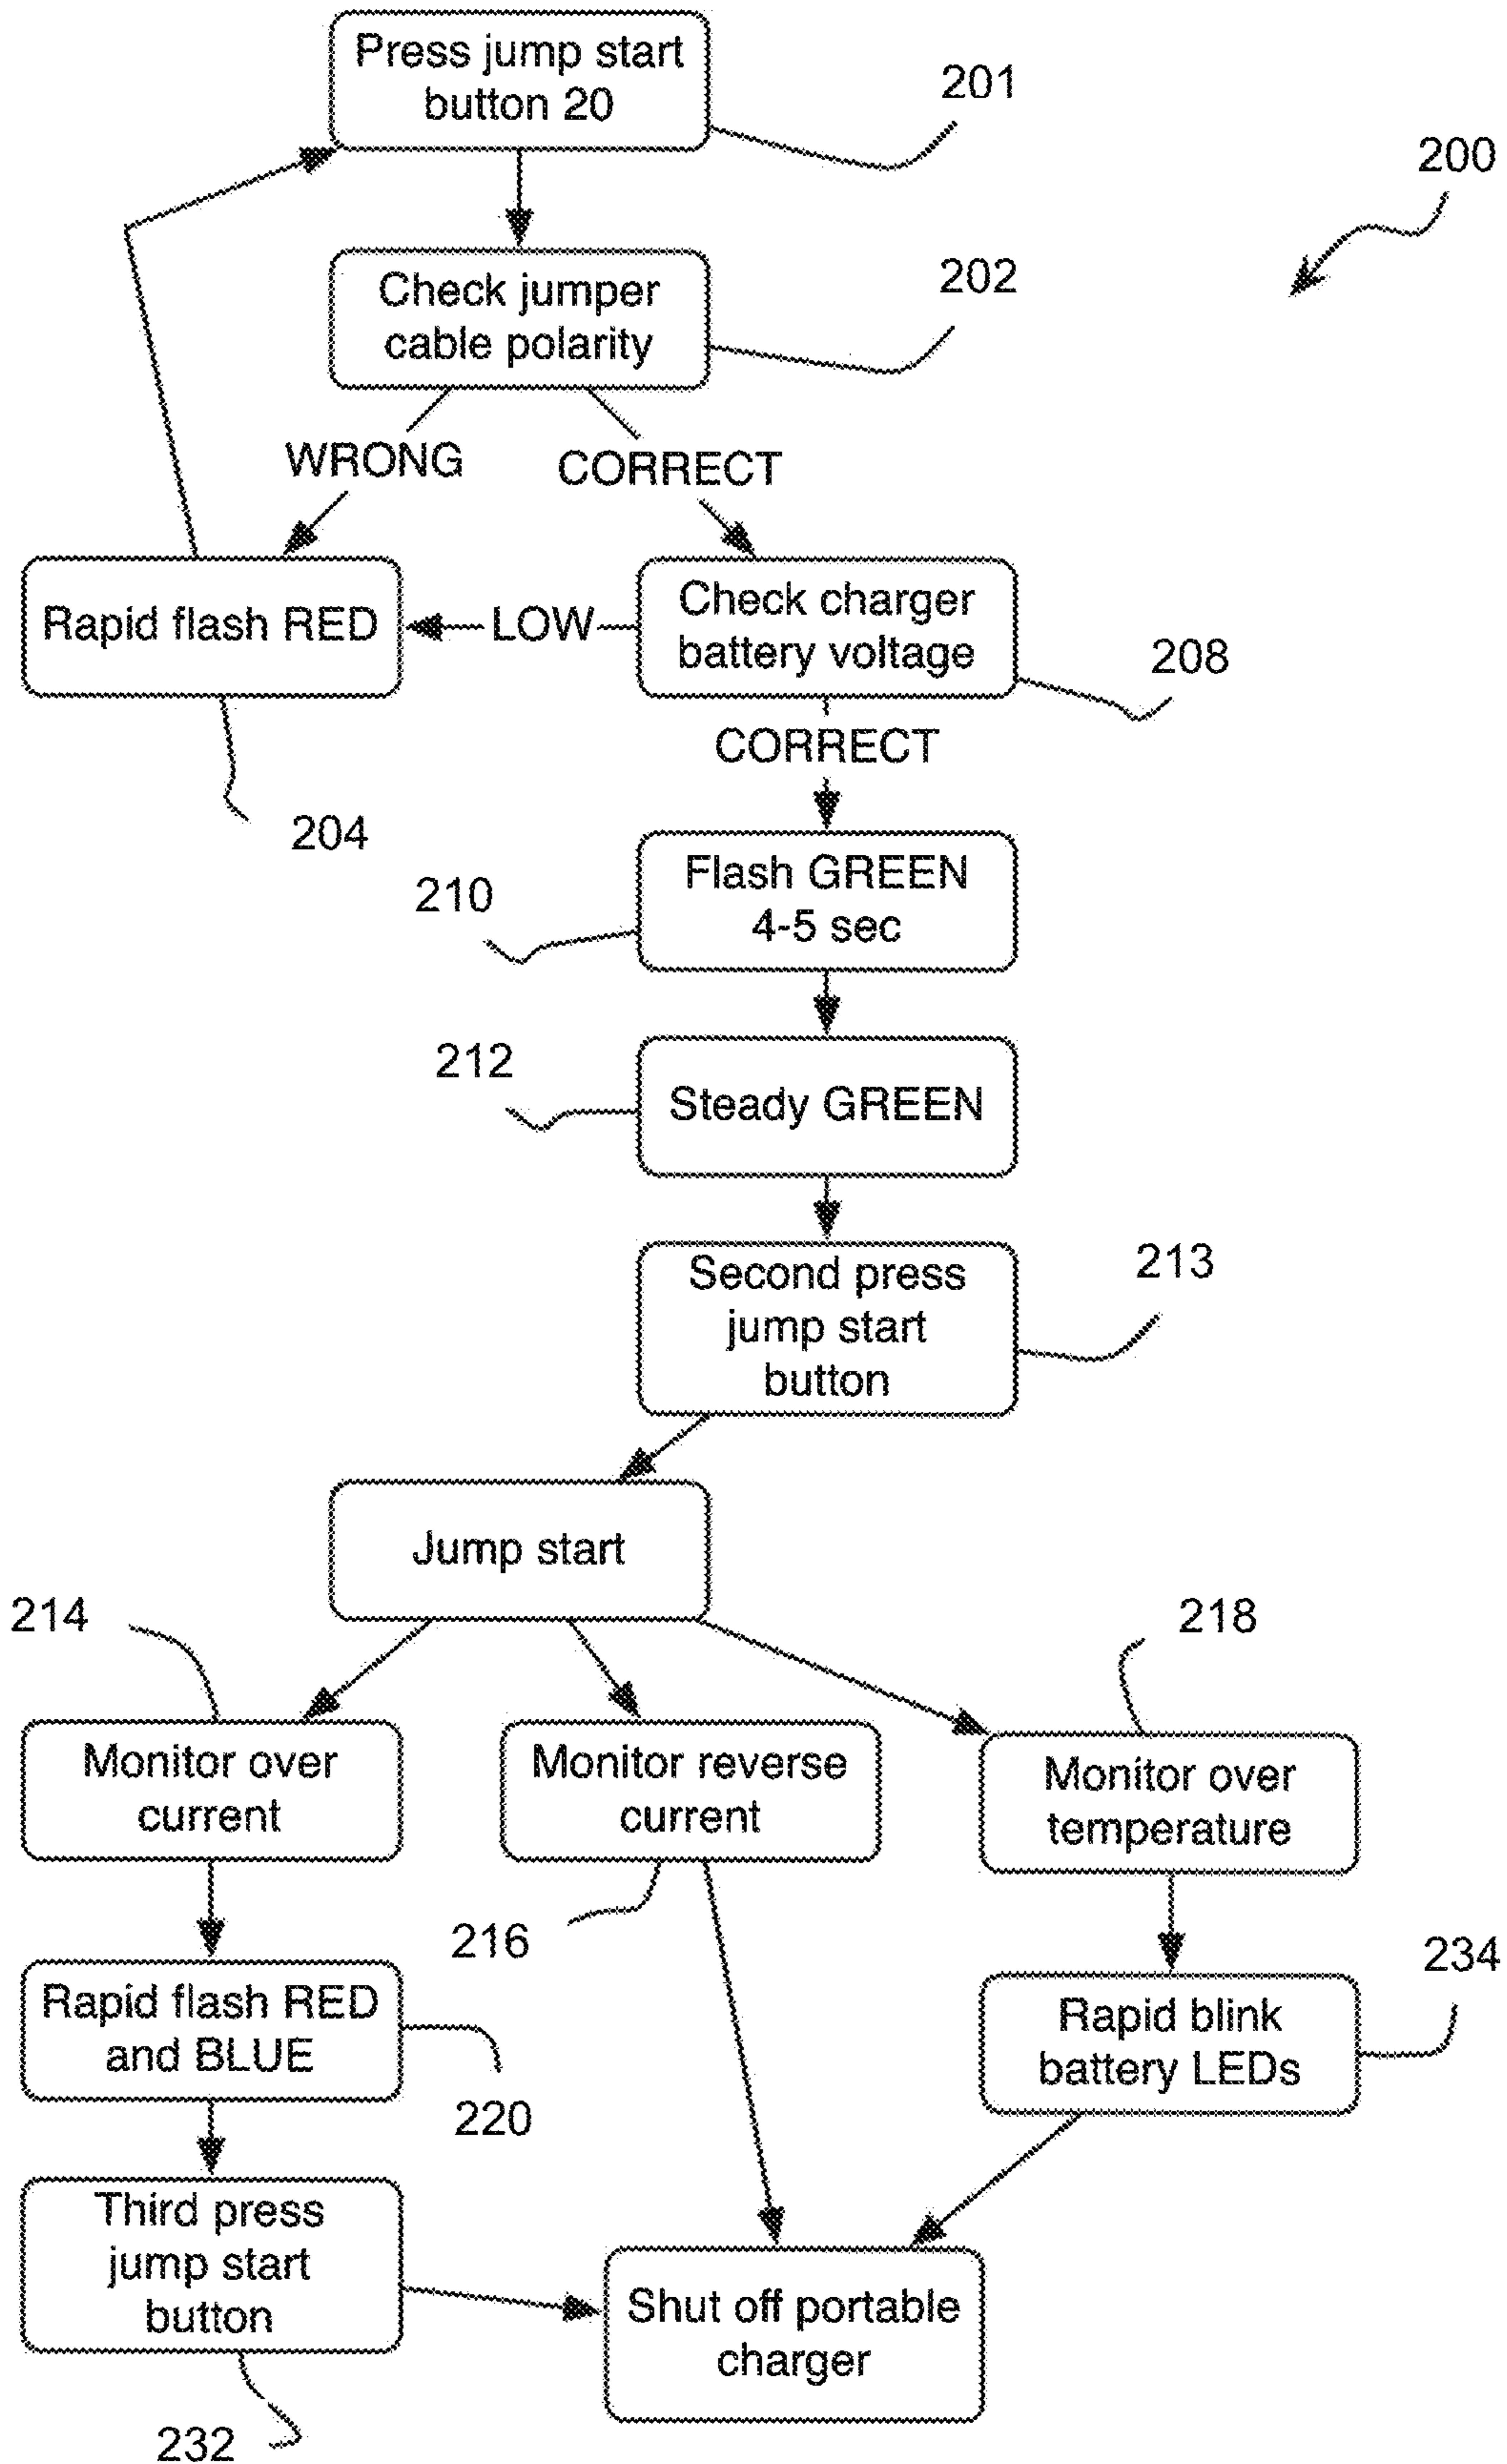 Press jump start
button 20
201
200
Check jumper
cable polarity
202
WRONG
CORRECT
Rapid flash RED
LOW
Check charger
battery voltage
208
204
CORRECT
Flash GREEN
4-5 sec
210
212
Steady GREEN
Second press
jump start
button
213
Jump start
214
218
Monitor over
current
Monitor reverse
current
Monitor over
temperature
216
234
Rapid flash RED
and BLUE
Rapid blink
battery LEDs
220
Third press
jump start
button
Shut off portable
charger
232